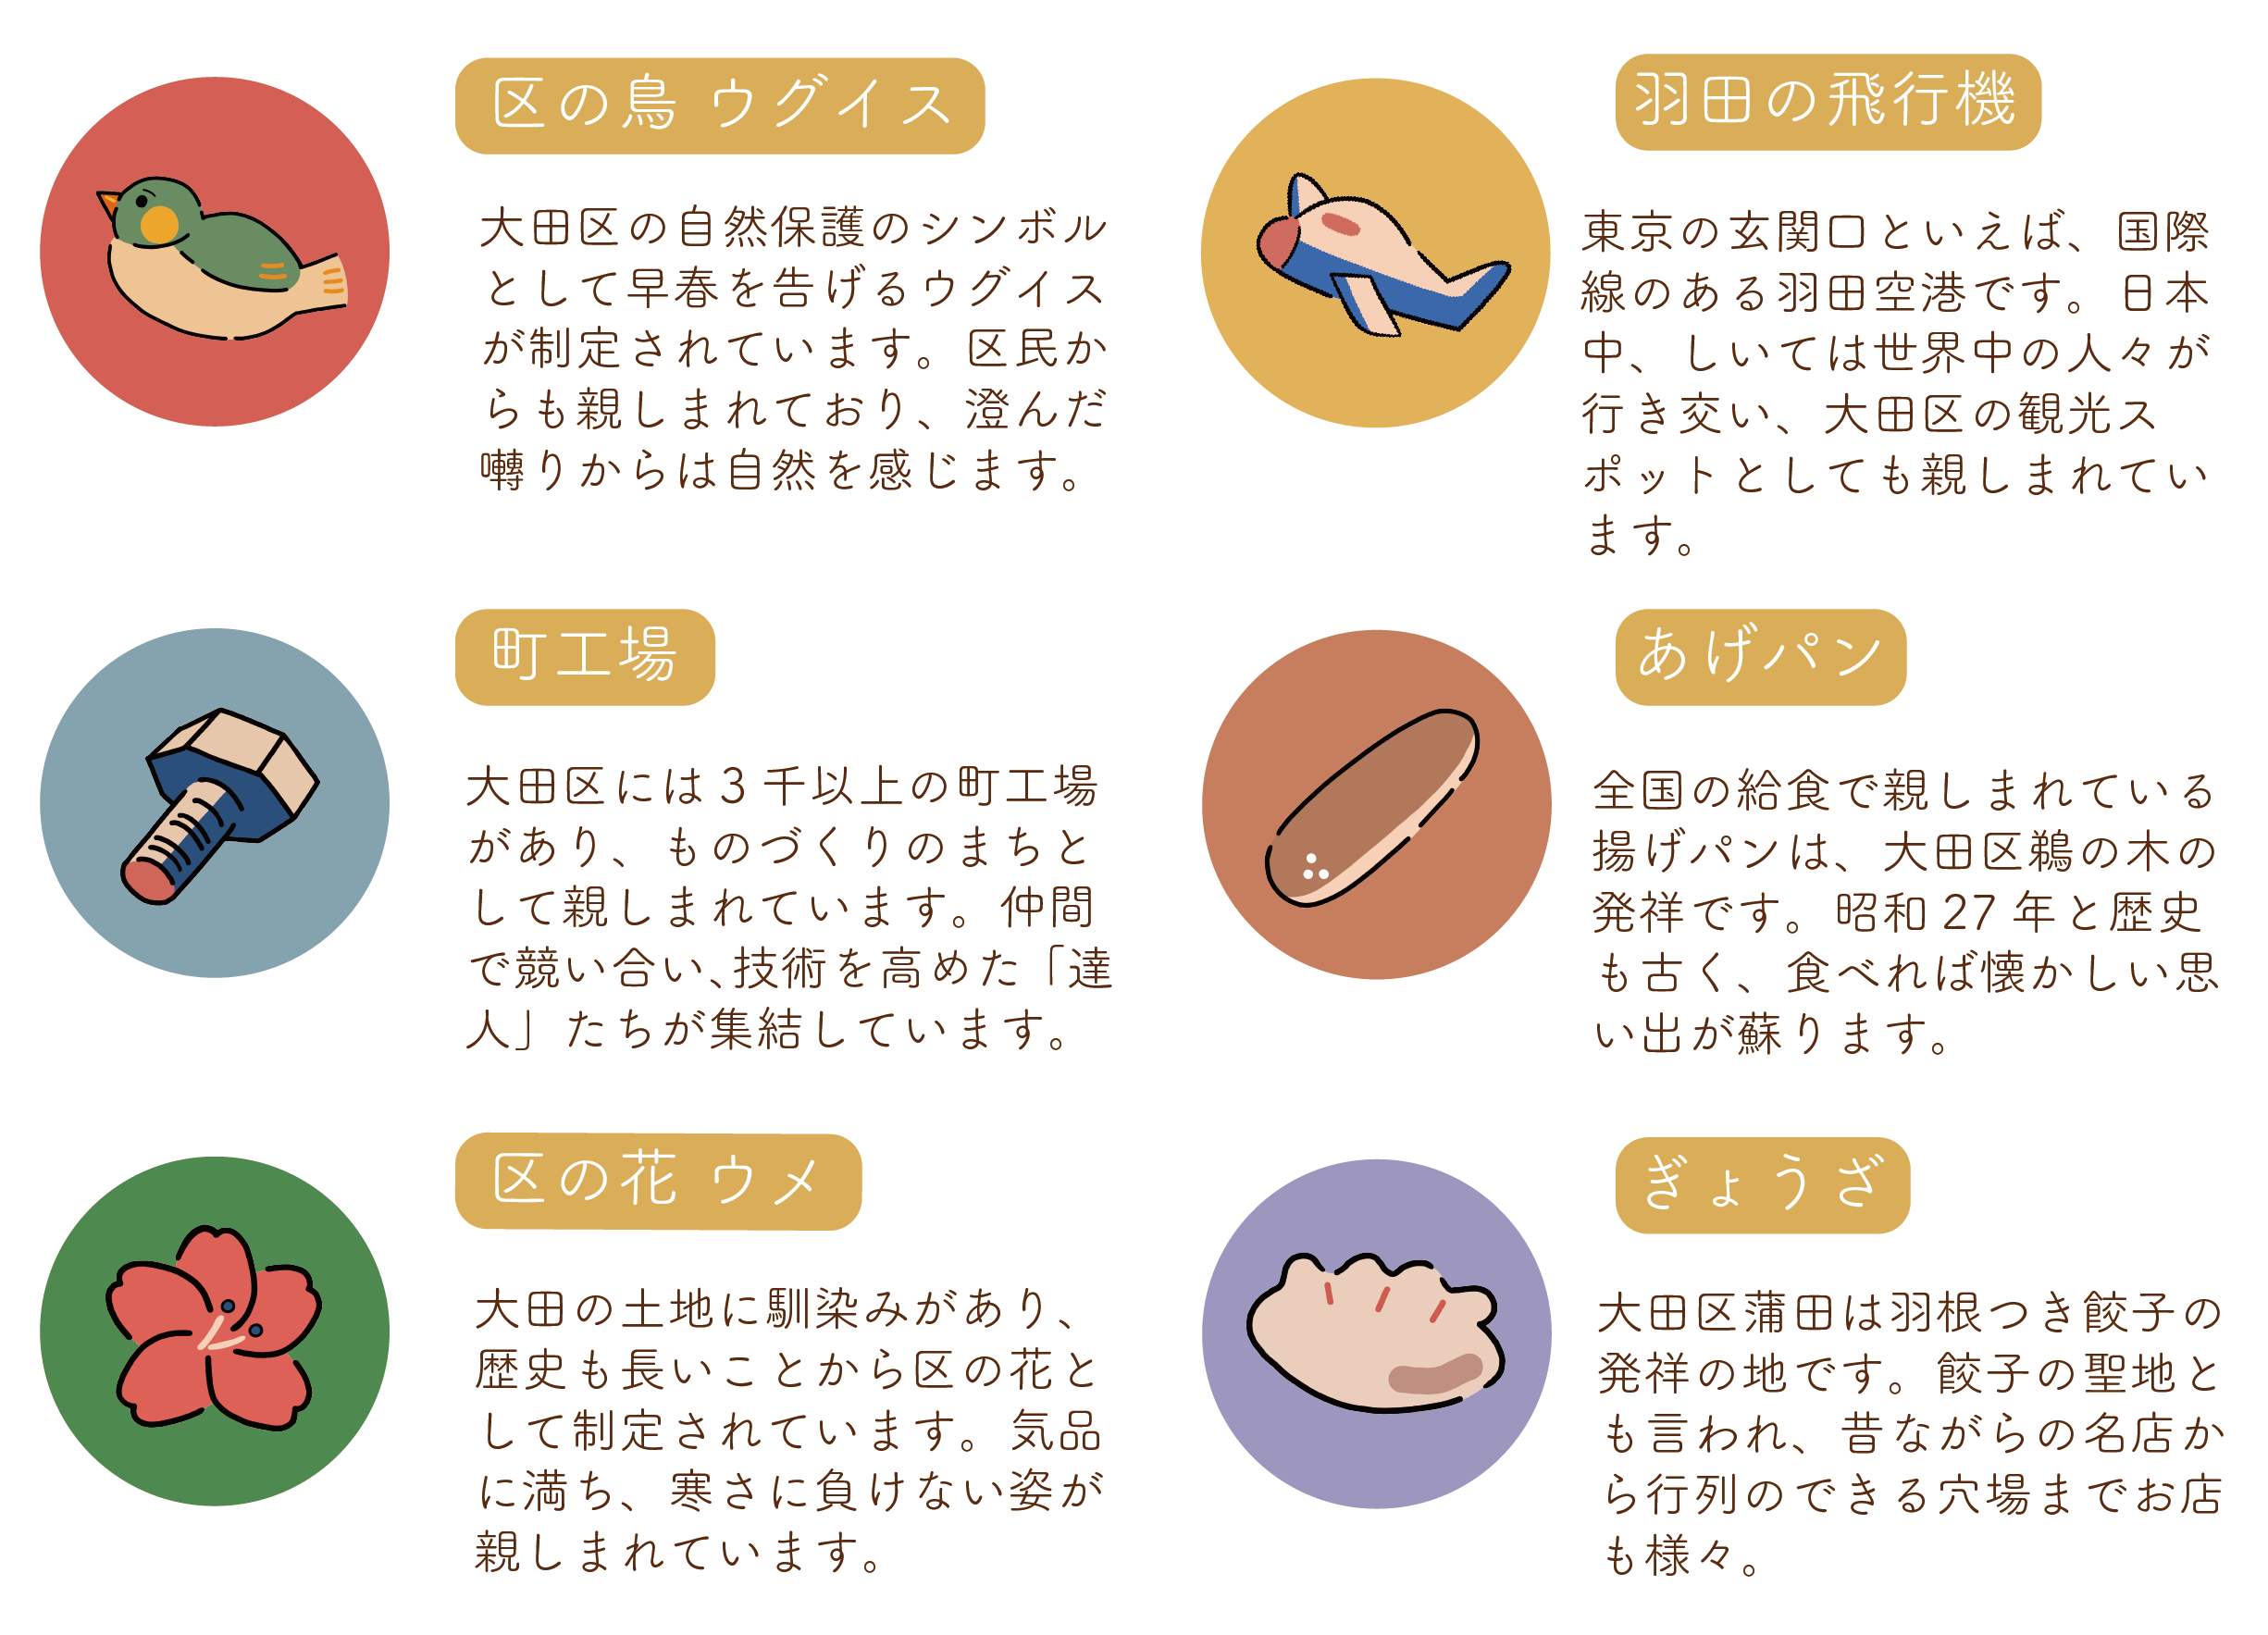 区の鳥 ウグイス
大田区の自然保護のシンボル
として早春を告げるウグイス
が制定されています。区民か
らも親しまれており、澄んだ
囀りからは自然を感じます。
羽田の飛行機
東京の玄関口といえば、国際
線のある羽田空港です。日本
中、しいては世界中の人々が
行き交い、大田区の観光ス
ポットとしても親しまれてい
ます。
町工場
大田区には3千以上の町工場
があり、ものづくりのまちと
して親しまれています。仲間
で競い合い、技術を高めた「達
人」たちが集結しています。
あげパン
全国の給食で親しまれている
揚げパンは、大田区鵜の木の
発祥です。昭和27年と歴史
も古く、食べれば懐かしい思
い出が蘇ります。
区の花 ウメ
大田の土地に馴染みがあり、
歴史も長いことから区の花と
して制定されています。気品
に満ち、寒さに負けない姿が
親しまれています。
ぎょうざ
大田区蒲田は羽根つき餃子の
発祥の地です。餃子の聖地と
も言われ、昔ながらの名店か
ら行列のできる穴場までお店
も様々。